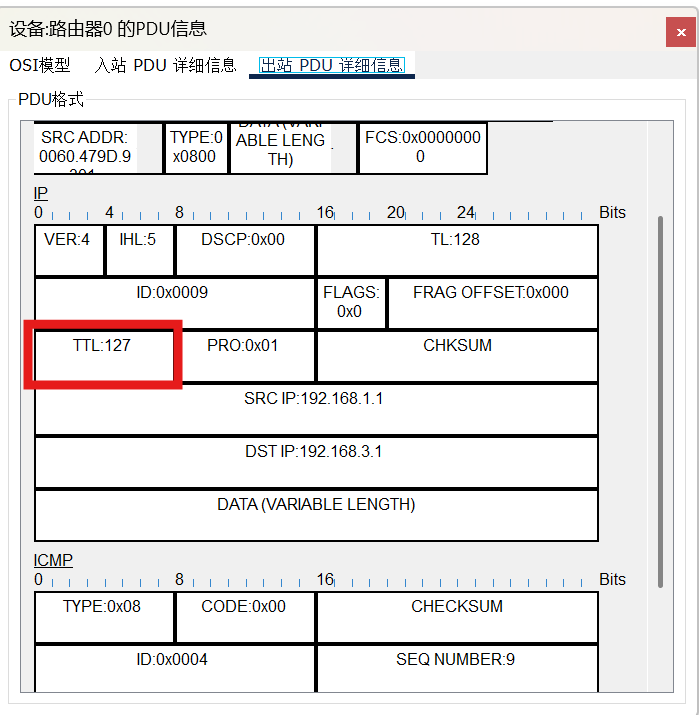 设备:路由器0 的PDU信息
OSI模型 入站 PDU 详细信息 出站 PDU 详细信息
PDU格式
SRC ADDR:
0060.479D.9
TYPE:0
x0800
ABLE LENG
TH)
FCS:0x0000000
0
IP
0 4 8 16 20 24 Bits
VER:4 IHL:5 DSCP:0x00 TL:128
ID:0x0009 FLAGS:
0x0
FRAG OFFSET:0x000
TTL:127 PRO:0x01 CHKSUM
SRC IP:192.168.1.1
DST IP:192.168.3.1
DATA (VARIABLE LENGTH)
ICMP
0 8 16 Bits
TYPE:0x08 CODE:0x00 CHECKSUM
ID:0x0004 SEQ NUMBER:9